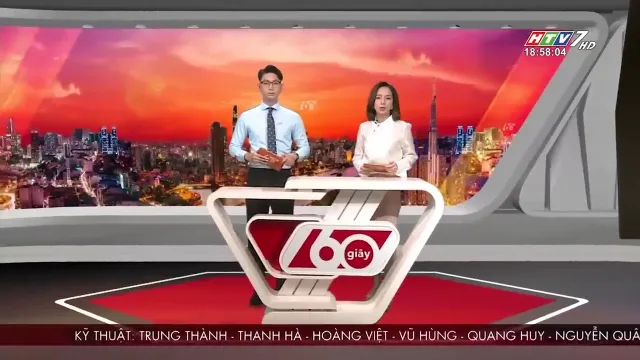 HTV7 HD
18:58:04
60
giây
KỸ THUẬT: TRUNG THÀNH - THANH HÀ - HOÀNG VIỆT - VŨ HÙNG - QUANG HUY - NGUYỄN QUÂ